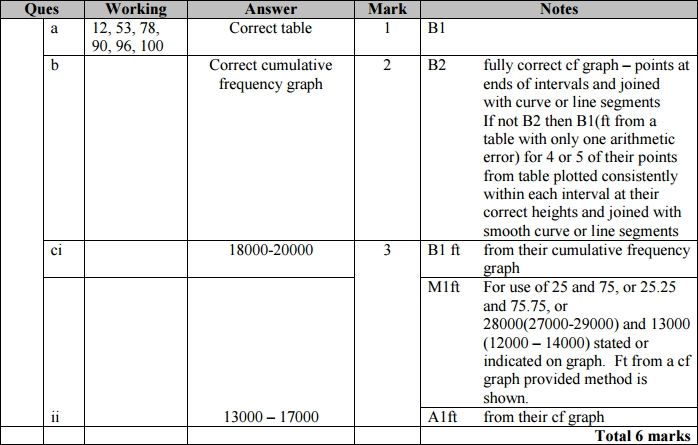 Ques Working Answer Mark Notes
a 12, 53, 78, Correct table 1 B1
90, 96, 100
b Correct cumulative 2 B2 fully correct cf graph – points at
frequency graph ends of intervals and joined
with curve or line segments
If not B2 then B1(ft from a
table with only one arithmetic
error) for 4 or 5 of their points
from table plotted consistently
within each interval at their
correct heights and joined with
smooth curve or line segments
ci 18000-20000 3 B1 ft from their cumulative frequency
graph
M1ft For use of 25 and 75, or 25.25
and 75.75, or
28000(27000-29000) and 13000
(12000 – 14000) stated or
indicated on graph. Ft from a cf
graph provided method is
shown.
ii 13000 – 17000 A1ft from their cf graph
Total 6 marks